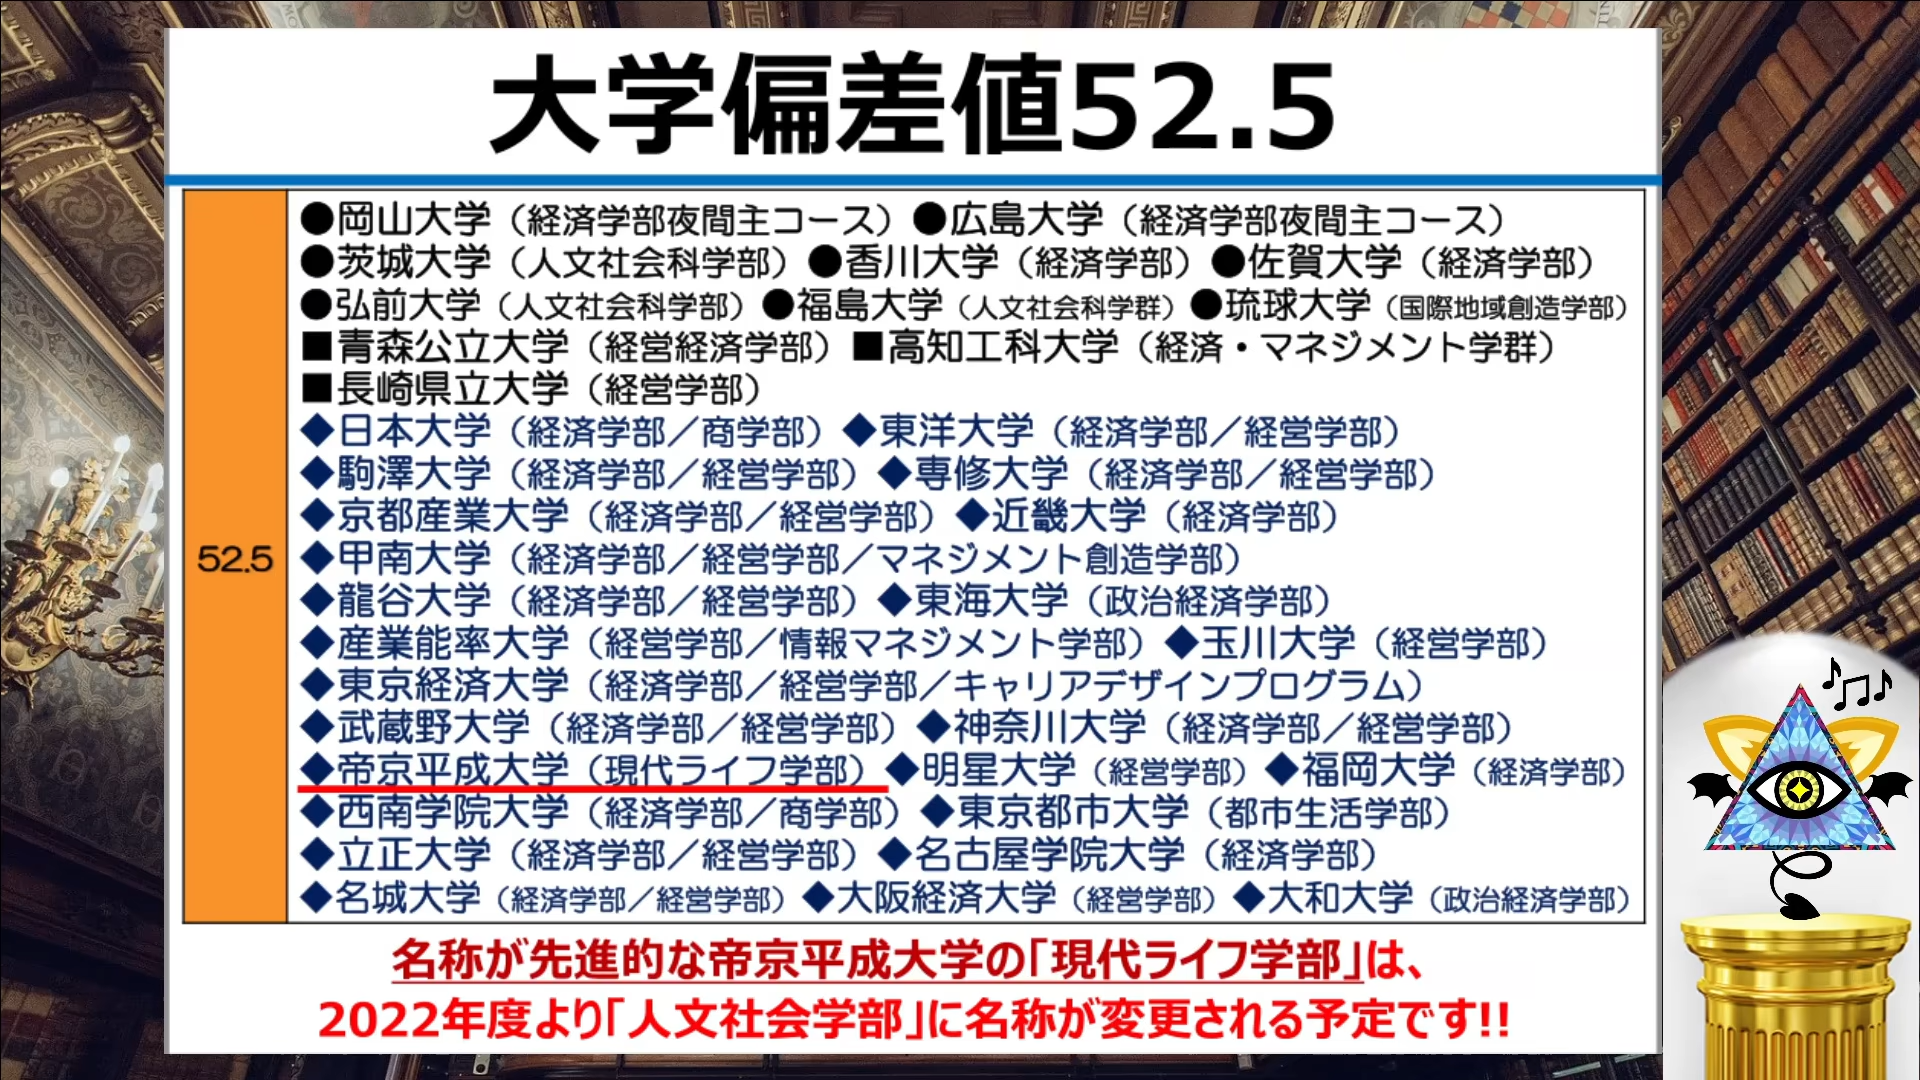 大学偏差値52.5
52.5
●岡山大学（経済学部夜間主コース）●広島大学（経済学部夜間主コース）
●茨城大学（人文社会科学部）●香川大学（経済学部）●佐賀大学（経済学部）
●弘前大学（人文社会科学部）●福島大学（人文社会科学群）●琉球大学（国際地域創造学部）
■青森公立大学（経営経済学部）■高知工科大学（経済・マネジメント学群）
■長崎県立大学（経営学部）
◆日本大学（経済学部／商学部）◆東洋大学（経済学部／経営学部）
◆駒澤大学（経済学部／経営学部）◆専修大学（経済学部／経営学部）
◆京都産業大学（経済学部／経営学部）◆近畿大学（経済学部）
◆甲南大学（経済学部／経営学部／マネジメント創造学部）
◆龍谷大学（経済学部／経営学部）◆東海大学（政治経済学部）
◆産業能率大学（経営学部／情報マネジメント学部）◆玉川大学（経営学部）
◆東京経済大学（経済学部／経営学部／キャリアデザインプログラム）
◆武蔵野大学（経済学部／経営学部）◆神奈川大学（経済学部／経営学部）
◆帝京平成大学（現代ライフ学部）◆明星大学（経営学部）◆福岡大学（経済学部）
◆西南学院大学（経済学部／商学部）◆東京都市大学（都市生活学部）
◆立正大学（経済学部／経営学部）◆名古屋学院大学（経済学部）
◆名城大学（経済学部／経営学部）◆大阪経済大学（経営学部）◆大和大学（政治経済学部）
名称が先進的な帝京平成大学の「現代ライフ学部」は、
2022年度より「人文社会学部」に名称が変更される予定です!!